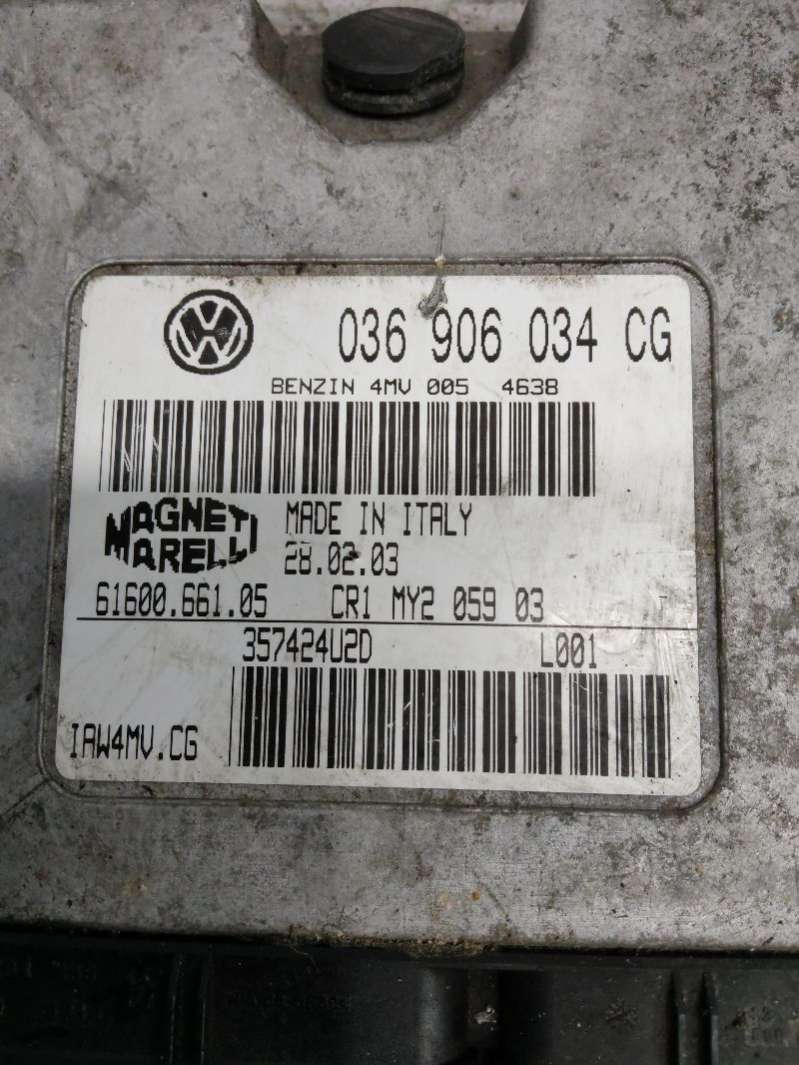 036 906 034 CG
BENZIN 4MV 005 4638
MAGNETI MARELLI
MADE IN ITALY
28.02.03
61600.661.05 CR1 MY2 059 03
357424U2D L001
IAW4MV.CG